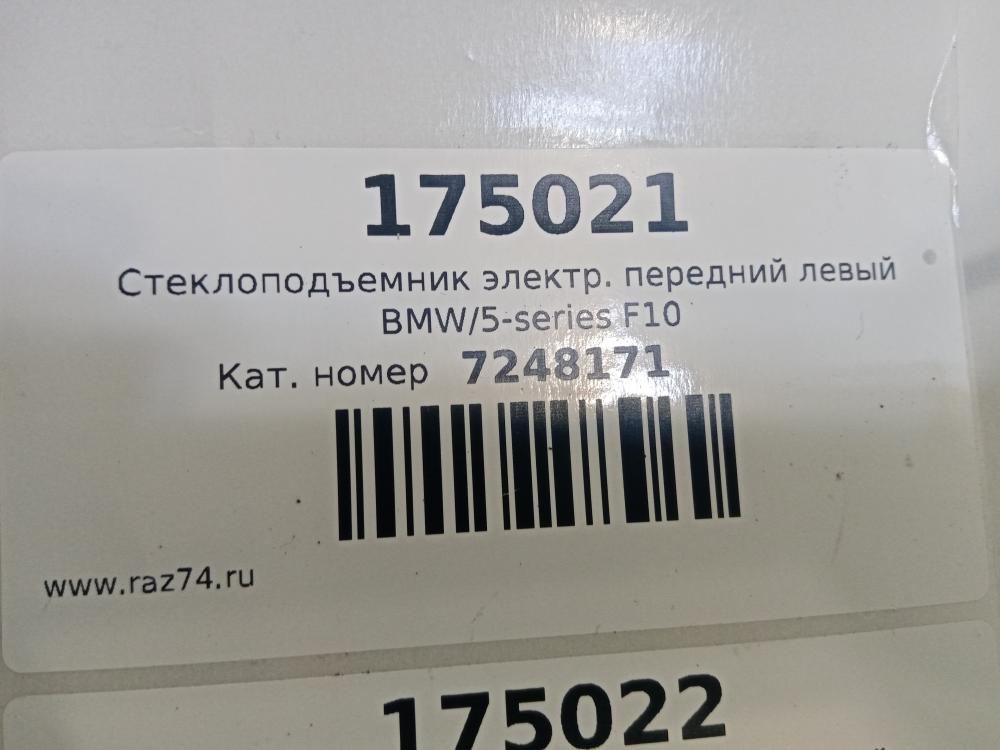 175021
Стеклоподъемник электр. передний левый
BMW/5-series F10
Кат. номер 7248171
www.raz74.ru
175022